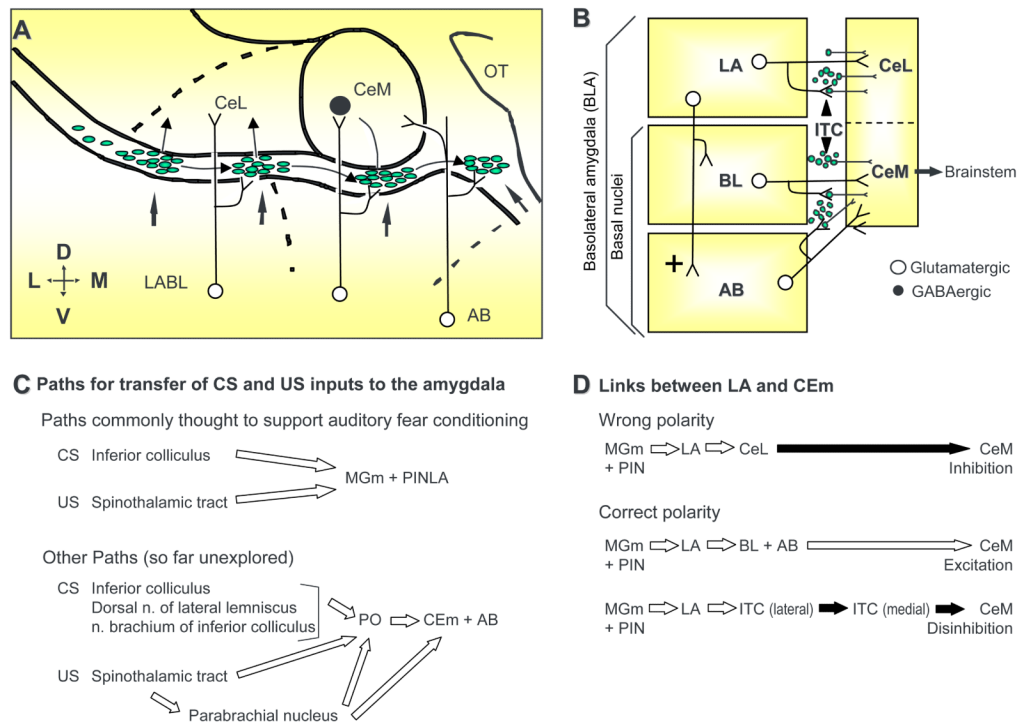 A
CeL
CeM
OT
D
L M
V
LABL
AB
B
Basolateral amygdala (BLA)
Basal nuclei
LA
CeL
ITC
BL
CeM
Brainstem
+
AB
Glutamatergic
GABAergic
C Paths for transfer of CS and US inputs to the amygdala
Paths commonly thought to support auditory fear conditioning
CS Inferior colliculus
MGm + PINLA
US Spinothalamic tract
Other Paths (so far unexplored)
CS Inferior colliculus
Dorsal n. of lateral lemniscus
n. brachium of inferior colliculus
PO CEm + AB
US Spinothalamic tract
Parabrachial nucleus
D Links between LA and CEm
Wrong polarity
MGm LA CeL CeM
+ PIN Inhibition
Correct polarity
MGm LA BL + AB CeM
+ PIN Excitation
MGm LA ITC (lateral) ITC (medial) CeM
+ PIN Disinhibition